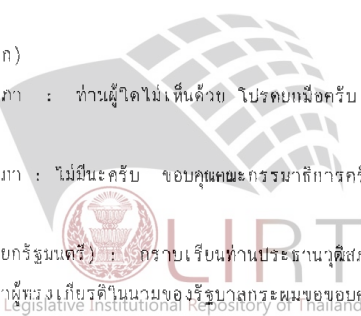 ก)
ภา : ท่านผู้ใดไม่เห็นด้วย โปรดยกมือครับ
ภา : ไม่มีนะครับ ขอบคุณคณะกรรมาธิการครั
LIRT
ยกรัฐมนตรี) : กราบเรียนท่านประธานวุฒิสภ
าผู้ทรงเกียรติในนามของรัฐบาลกระผมขอขอบค
Legislative Institutional Repository of Thailand